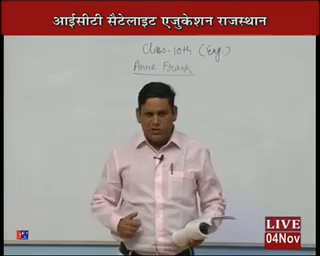 आईसीटी सैटेलाइट एजुकेशन राजस्थान
Class-10th (Eng.)
Anne Frank
LIVE
04Nov